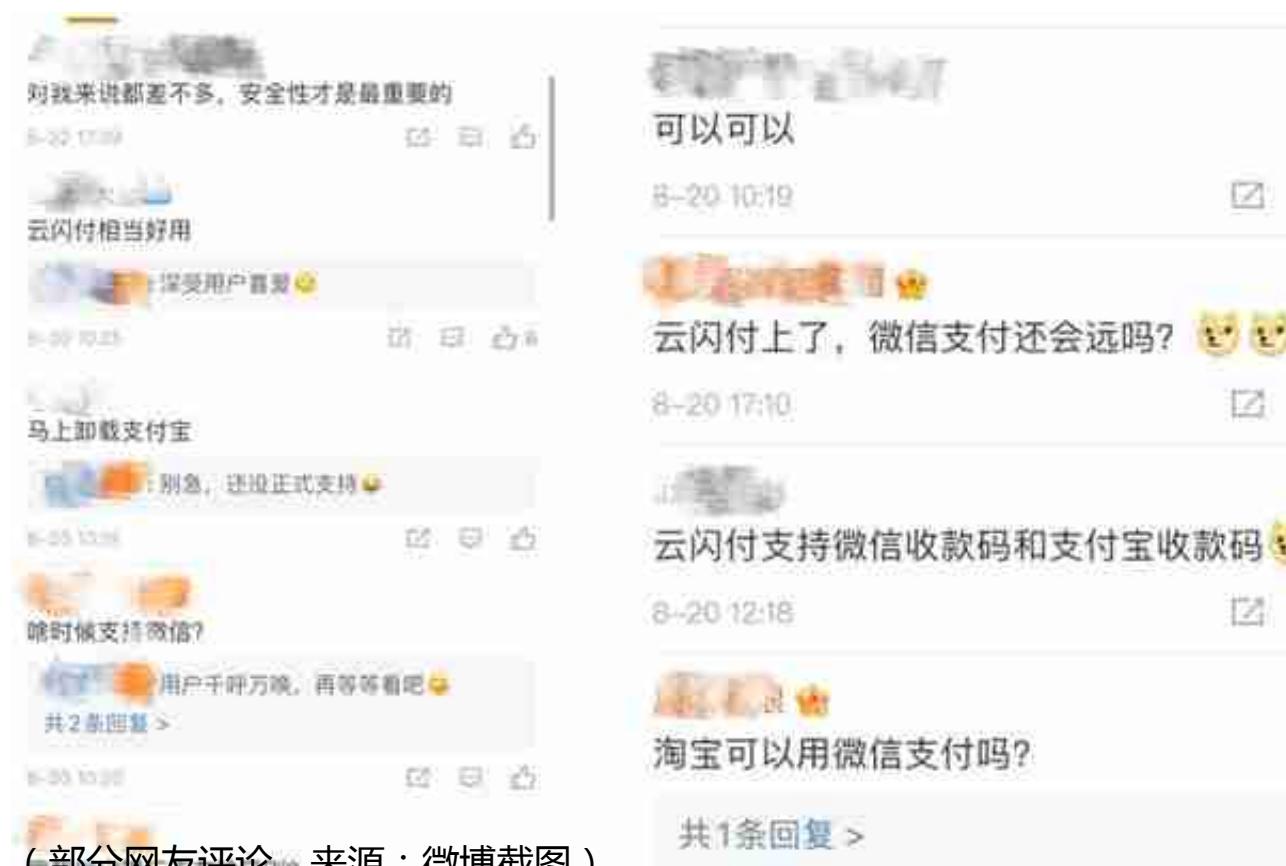 对我来说都差不多，安全性才是最重要的
云闪付相当好用
：深受用户喜爱
6
马上卸载支付宝
：别急，还没正式支持
啥时候支持微信？
用户千呼万唤，再等等看吧
共2条回复 >
（部分网友评论 来源：微博截图）
可以可以
8-20 10:19
云闪付上了，微信支付还会远吗？
8-20 17:10
云闪付支持微信收款码和支付宝收款码
8-20 12:18
淘宝可以用微信支付吗？
共1条回复 >